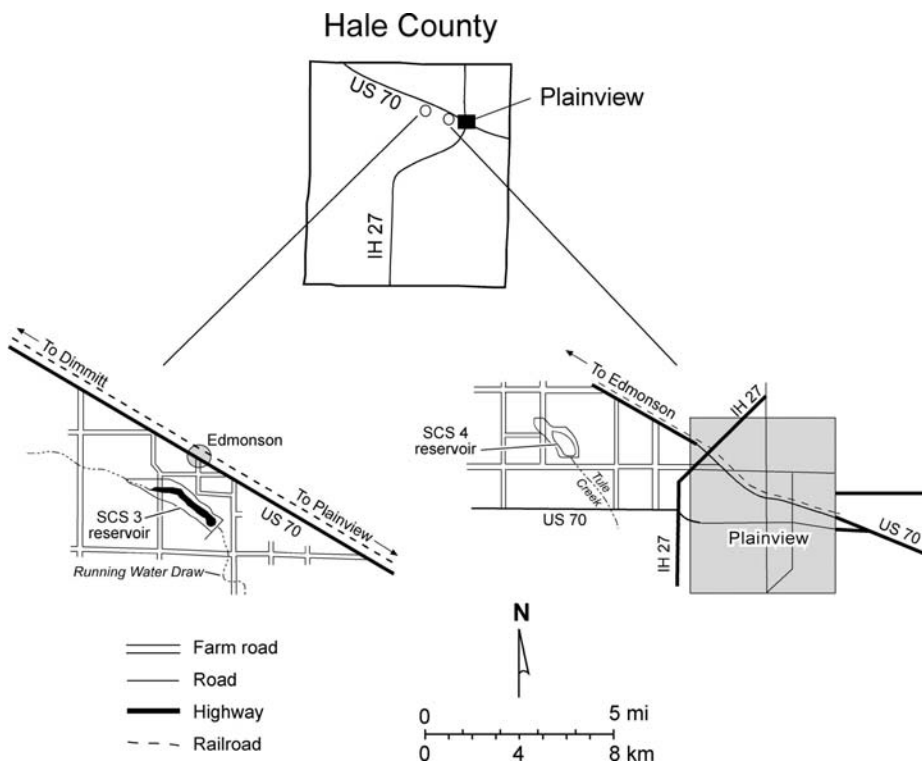 Hale County
US 70
Plainview
IH 27
To Dimmitt
Edmonson
SCS 3
reservoir
To Plainview
US 70
Running Water Draw
To Edmonson
IH 27
SCS 4
reservoir
Tule
Creek
US 70
Plainview
US 70
IH 27
N
Farm road
Road
Highway
Railroad
0 5 mi
0 4 8 km